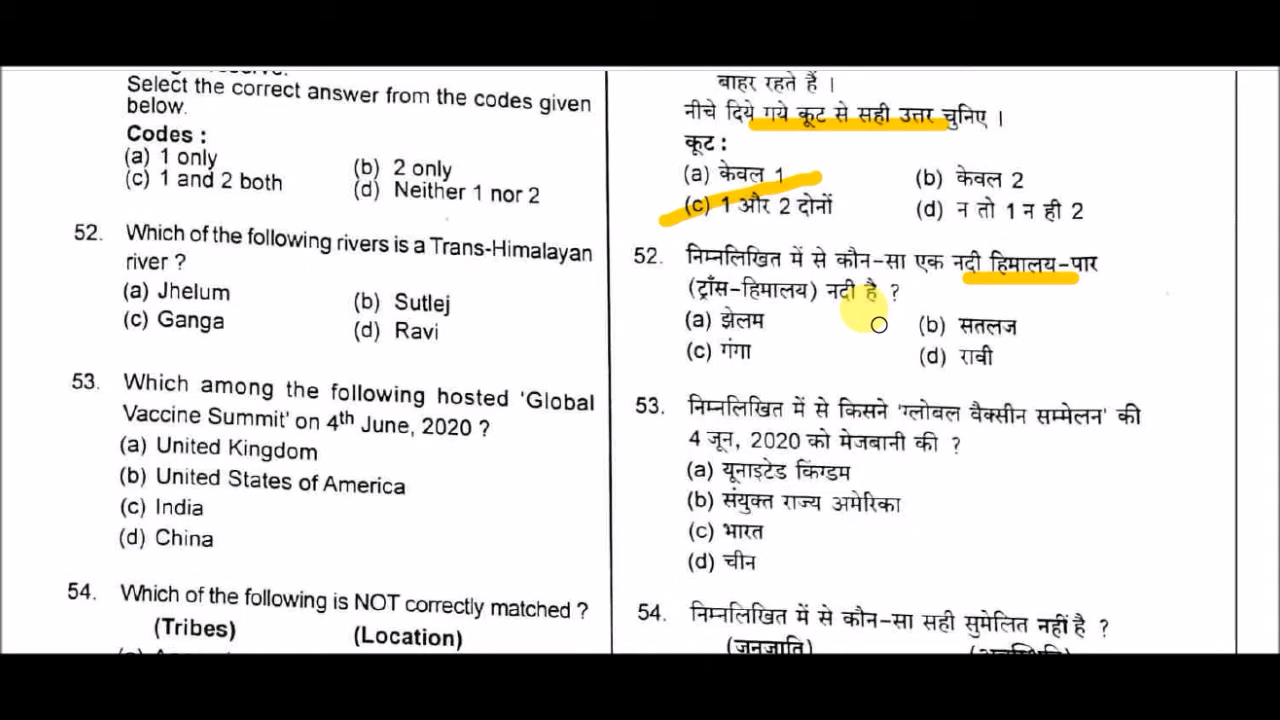 Select the correct answer from the codes given
below.
Codes :
(a) 1 only
(b) 2 only
(c) 1 and 2 both
(d) Neither 1 nor 2
52. Which of the following rivers is a Trans-Himalayan
river ?
(a) Jhelum
(b) Sutlej
(c) Ganga
(d) Ravi
53. Which among the following hosted ‘Global
Vaccine Summit’ on 4th June, 2020 ?
(a) United Kingdom
(b) United States of America
(c) India
(d) China
54. Which of the following is NOT correctly matched ?
(Tribes) (Location)
बाहर रहते हैं ।
नीचे दिये गये कूट से सही उत्तर चुनिए ।
कूट :
(a) केवल 1
(b) केवल 2
(c) 1 और 2 दोनों
(d) न तो 1 न ही 2
52. निम्नलिखित में से कौन-सा एक नदी हिमालय-पार
(ट्राँस-हिमालय) नदी है ?
(a) झेलम
(b) सतलज
(c) गंगा
(d) रावी
53. निम्नलिखित में से किसने ‘ग्लोबल वैक्सीन सम्मेलन’ की
4 जून, 2020 को मेजबानी की ?
(a) यूनाइटेड किंग्डम
(b) संयुक्त राज्य अमेरिका
(c) भारत
(d) चीन
54. निम्नलिखित में से कौन-सा सही सुमेलित नहीं है ?
(जनजाति)